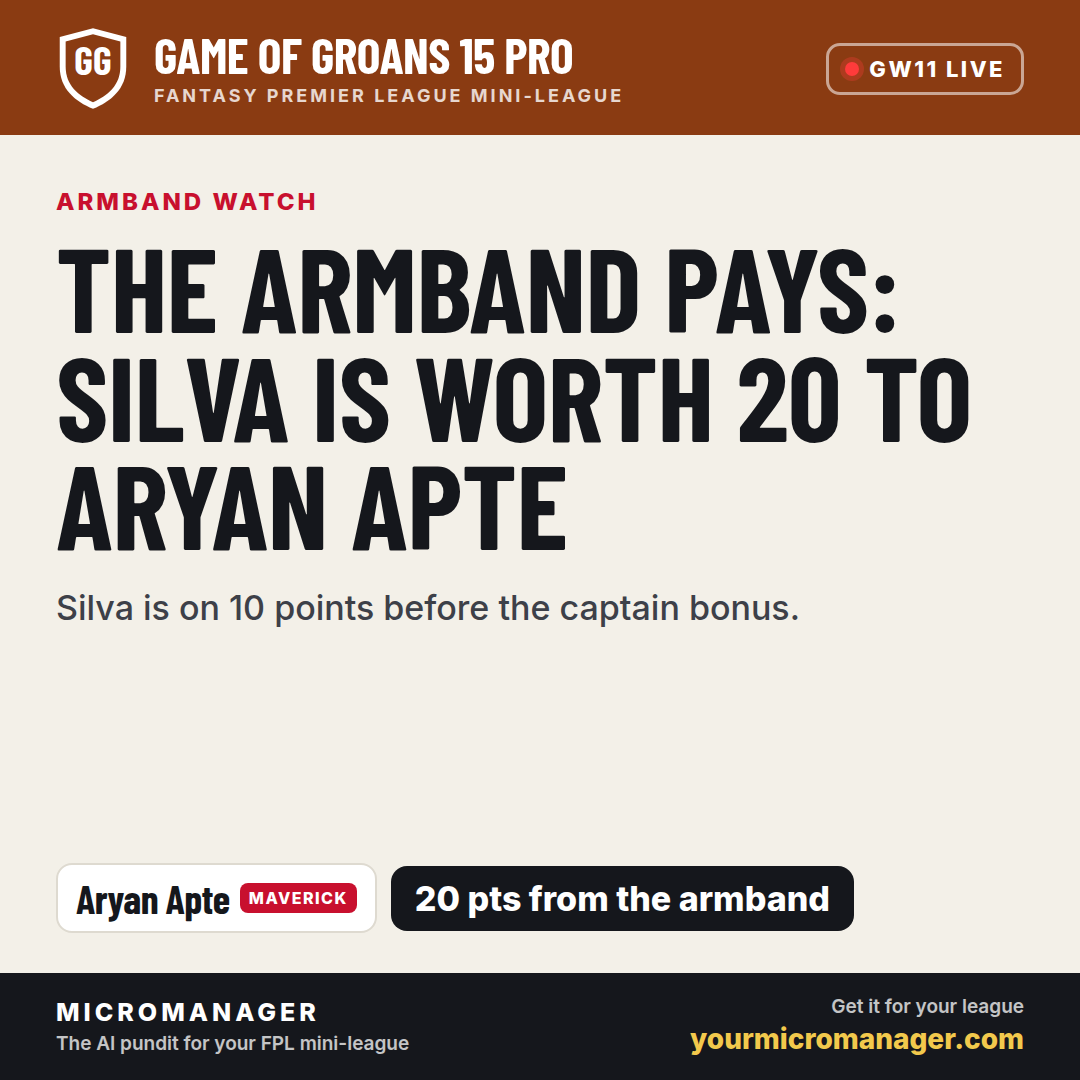 GG
GAME OF GROANS 15 PRO
FANTASY PREMIER LEAGUE MINI-LEAGUE
GW11 LIVE
ARMBAND WATCH
THE ARMBAND PAYS:
SILVA IS WORTH 20 TO
ARYAN APTE
Silva is on 10 points before the captain bonus.
Aryan Apte MAVERICK
20 pts from the armband
MICROMANAGER
The AI pundit for your FPL mini-league
Get it for your league
yourmicromanager.com